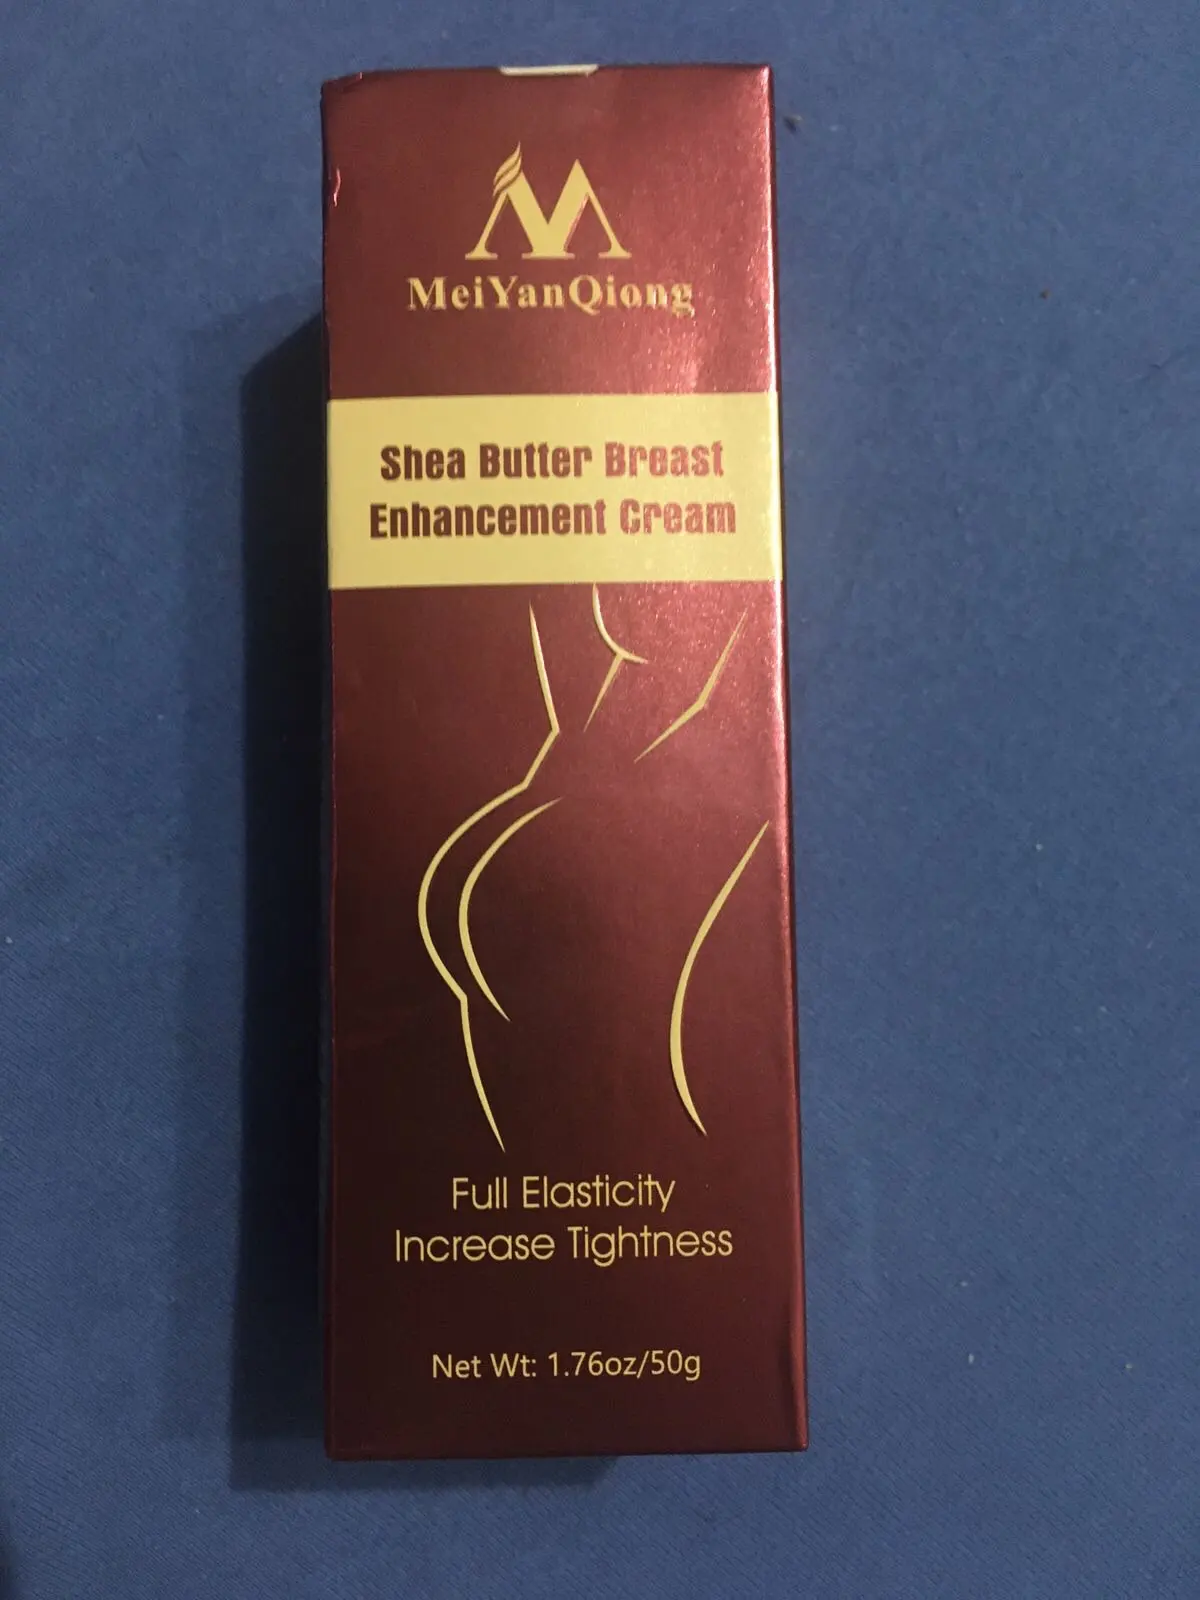 MeiYanQiong
Shea Butter Breast
Enhancement Cream
Full Elasticity
Increase Tightness
Net Wt: 1.76oz/50g